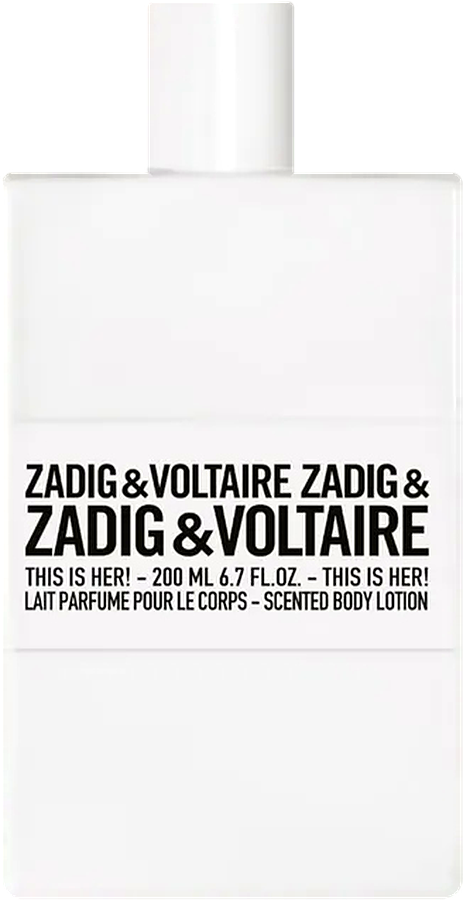 ZADIG&VOLTAIRE ZADIG &
ZADIG &VOLTAIRE
THIS IS HER! – 200 ML 6.7 FL.OZ. – THIS IS HER!
LAIT PARFUME POUR LE CORPS – SCENTED BODY LOTION